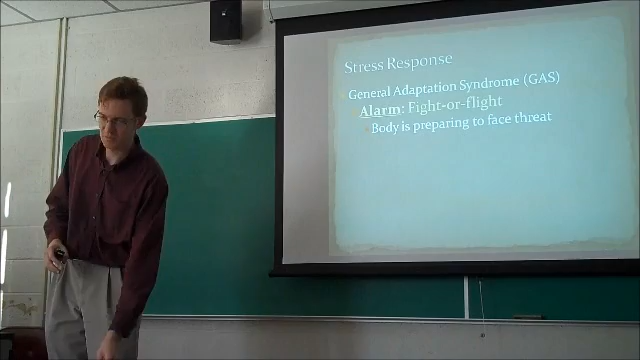 Stress Response
General Adaptation Syndrome (GAS)
Alarm: Fight-or-flight
Body is preparing to face threat